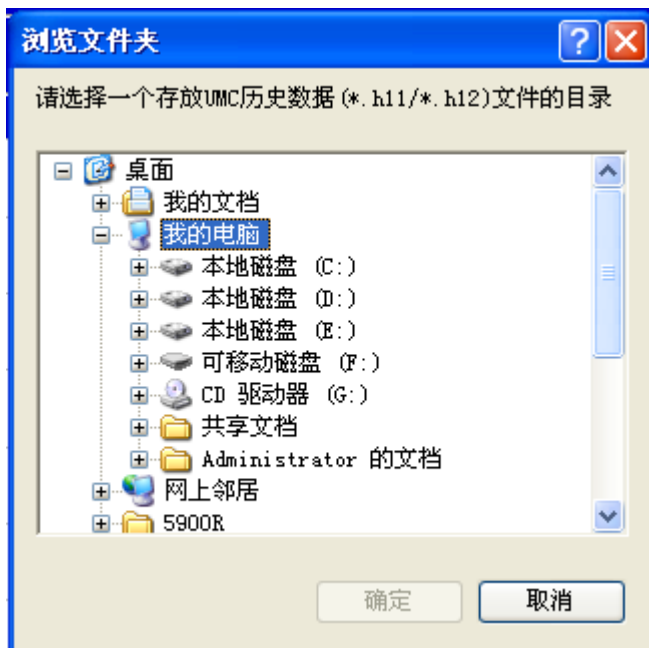 浏览文件夹
请选择一个存放UMC历史数据(*.h11/*.h12)文件的目录
桌面
我的文档
我的电脑
本地磁盘 (C:)
本地磁盘 (D:)
本地磁盘 (E:)
可移动磁盘 (F:)
CD 驱动器 (G:)
共享文档
Administrator 的文档
网上邻居
5900R
确定 取消